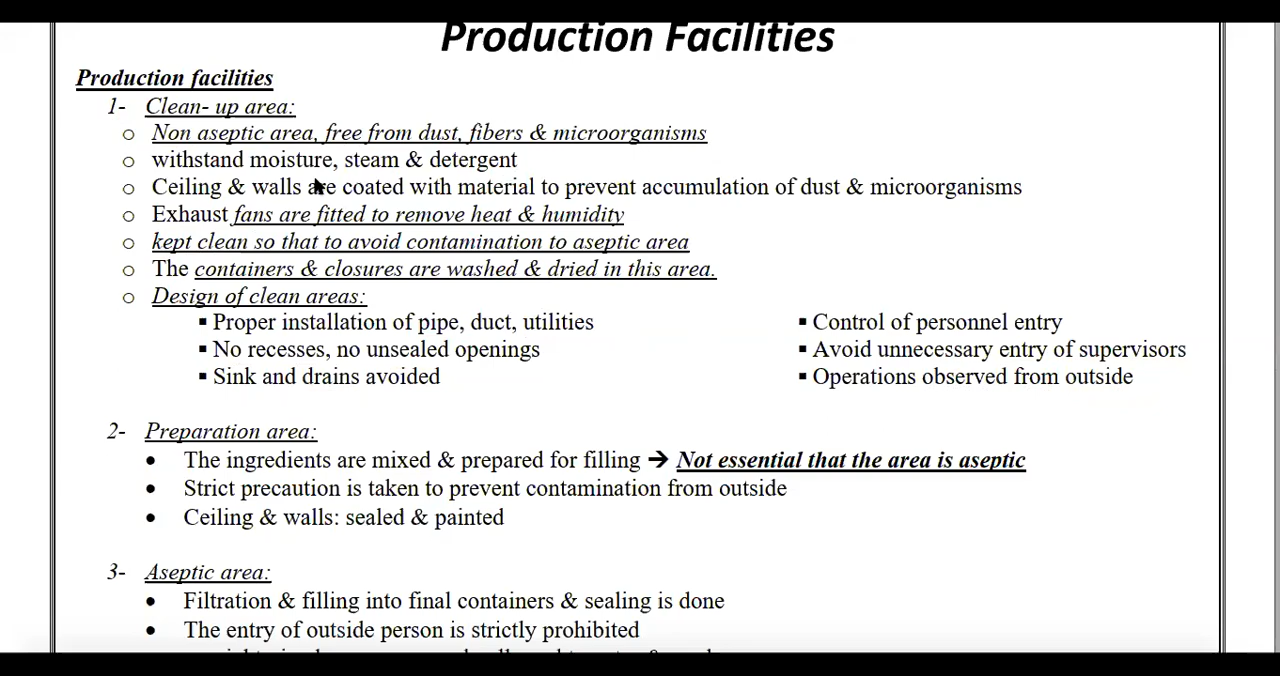 Production Facilities
Production facilities
1- Clean- up area:
o Non aseptic area, free from dust, fibers & microorganisms
o withstand moisture, steam & detergent
o Ceiling & walls are coated with material to prevent accumulation of dust & microorganisms
o Exhaust fans are fitted to remove heat & humidity
o kept clean so that to avoid contamination to aseptic area
o The containers & closures are washed & dried in this area.
o Design of clean areas:
▪ Proper installation of pipe, duct, utilities
▪ No recesses, no unsealed openings
▪ Sink and drains avoided
▪ Control of personnel entry
▪ Avoid unnecessary entry of supervisors
▪ Operations observed from outside
2- Preparation area:
• The ingredients are mixed & prepared for filling → Not essential that the area is aseptic
• Strict precaution is taken to prevent contamination from outside
• Ceiling & walls: sealed & painted
3- Aseptic area:
• Filtration & filling into final containers & sealing is done
• The entry of outside person is strictly prohibited